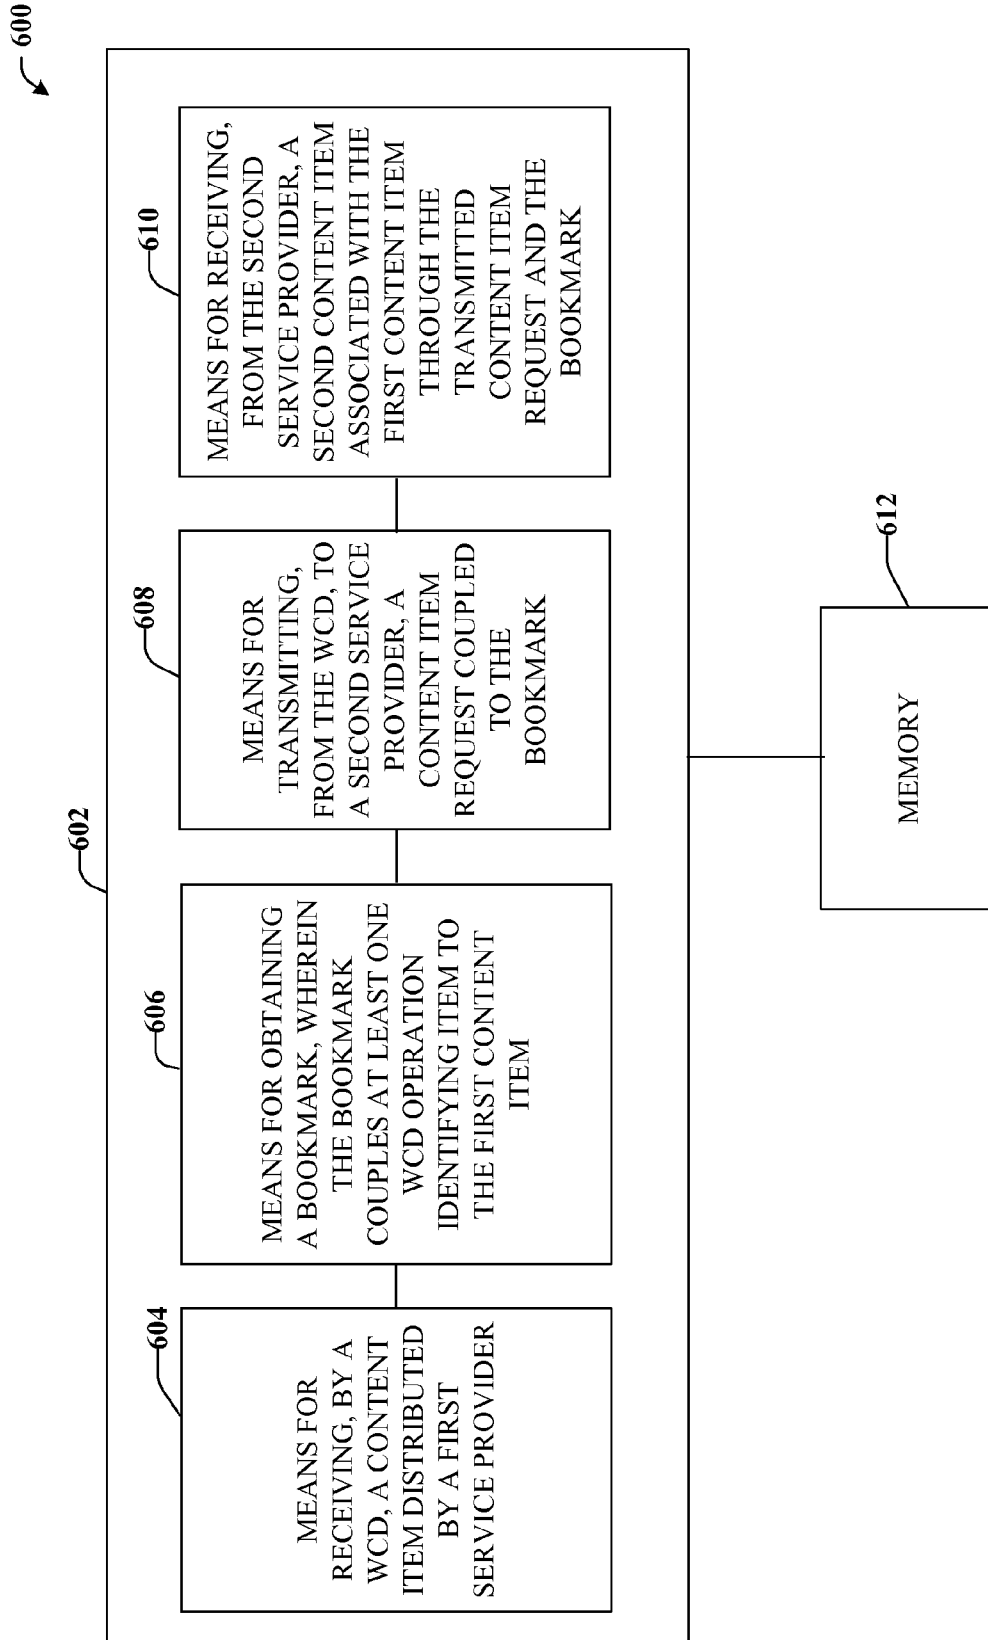 600
602
604
MEANS FOR
RECEIVING, BY A
WCD, A CONTENT
ITEM DISTRIBUTED
BY A FIRST
SERVICE PROVIDER
606
MEANS FOR OBTAINING
A BOOKMARK, WHEREIN
THE BOOKMARK
COUPLES AT LEAST ONE
WCD OPERATION
IDENTIFYING ITEM TO
THE FIRST CONTENT
ITEM
608
MEANS FOR
TRANSMITTING,
FROM THE WCD, TO
A SECOND SERVICE
PROVIDER, A
CONTENT ITEM
REQUEST COUPLED
TO THE
BOOKMARK
610
MEANS FOR RECEIVING,
FROM THE SECOND
SERVICE PROVIDER, A
SECOND CONTENT ITEM
ASSOCIATED WITH THE
FIRST CONTENT ITEM
THROUGH THE
TRANSMITTED
CONTENT ITEM
REQUEST AND THE
BOOKMARK
612
MEMORY